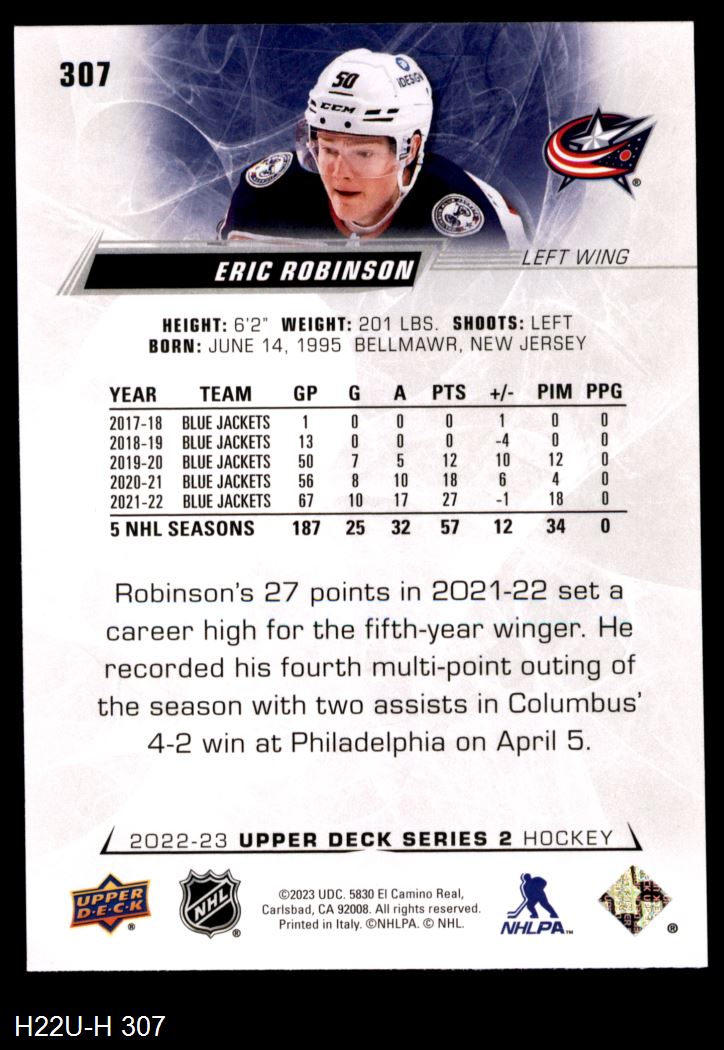 307
50
CCM
iDESIGN
®
ERIC ROBINSON
LEFT WING
HEIGHT: 6'2" WEIGHT: 201 LBS. SHOOTS: LEFT
BORN: JUNE 14, 1995 BELLMAWR, NEW JERSEY
YEAR TEAM GP G A PTS +/- PIM PPG
2017-18 BLUE JACKETS 1 0 0 0 1 0 0
2018-19 BLUE JACKETS 13 0 0 0 -4 0 0
2019-20 BLUE JACKETS 50 7 5 12 10 12 0
2020-21 BLUE JACKETS 56 8 10 18 6 4 0
2021-22 BLUE JACKETS 67 10 17 27 -1 18 0
5 NHL SEASONS 187 25 32 57 12 34 0
Robinson's 27 points in 2021-22 set a
career high for the fifth-year winger. He
recorded his fourth multi-point outing of
the season with two assists in Columbus'
4-2 win at Philadelphia on April 5.
2022-23 UPPER DECK SERIES 2 HOCKEY
UPPER
D·E·C·K
®
NHL
®
©2023 UDC. 5830 El Camino Real,
Carlsbad, CA 92008. All rights reserved.
Printed in Italy. ©NHLPA. © NHL.
NHLPA™
®
H22U-H 307